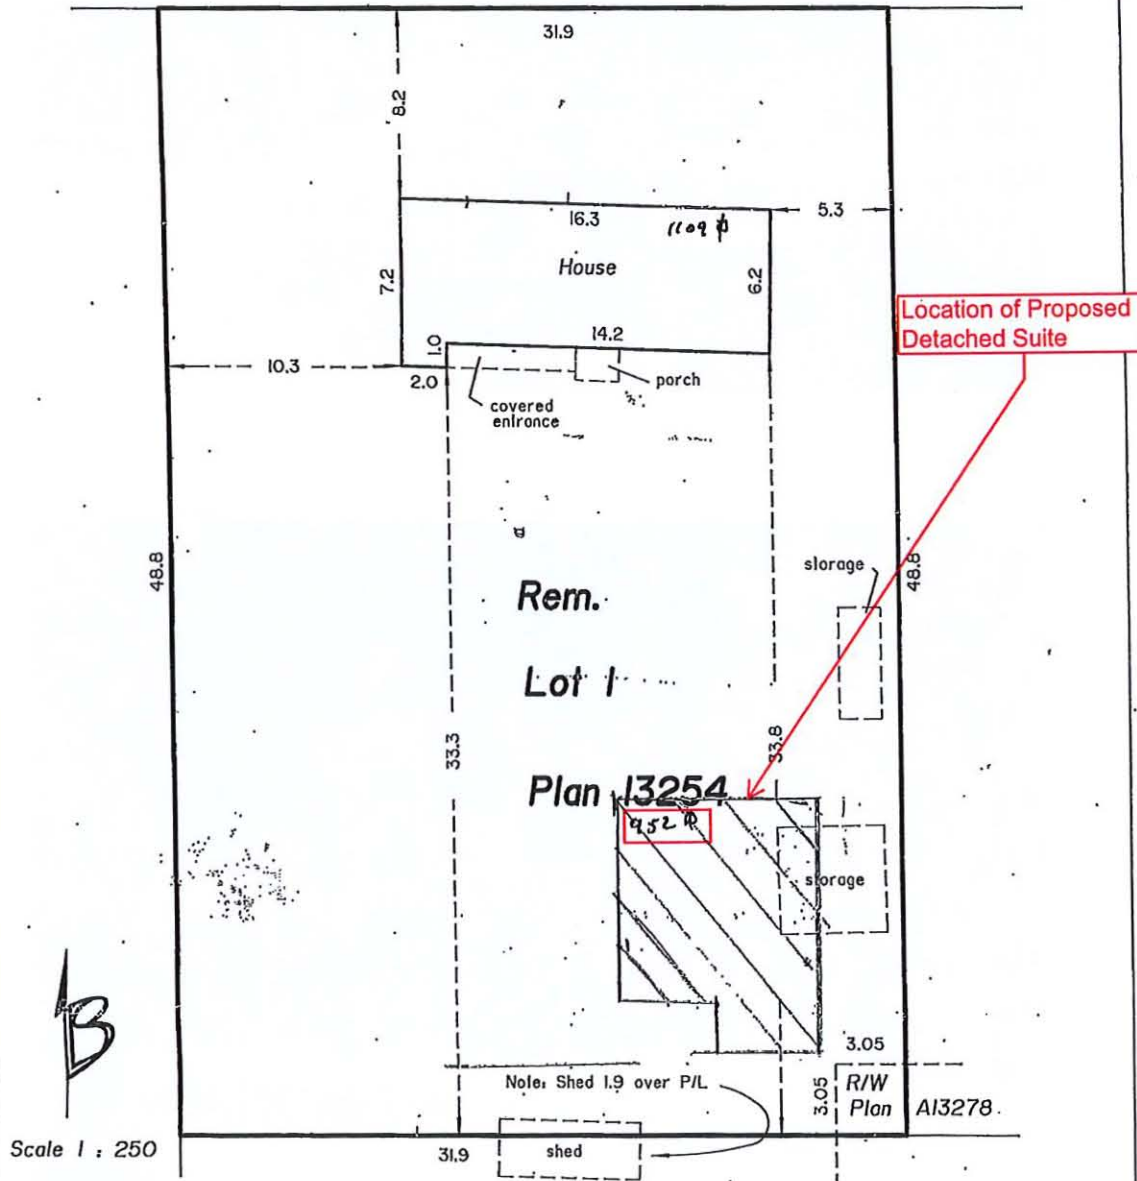 31.9
8.2
16.3
5.3
1109
House
7.2
6.2
Location of Proposed
Detached Suite
14.2
1.0
10.3
2.0
porch
covered
entrance
48.8
storage
48.8
Rem.
Lot 1
33.3
33.8
Plan 13254
952
storage
B
3.05
Note: Shed 1.9 over P/L
3.05
R/W
Plan A13278
Scale 1 : 250
31.9
shed